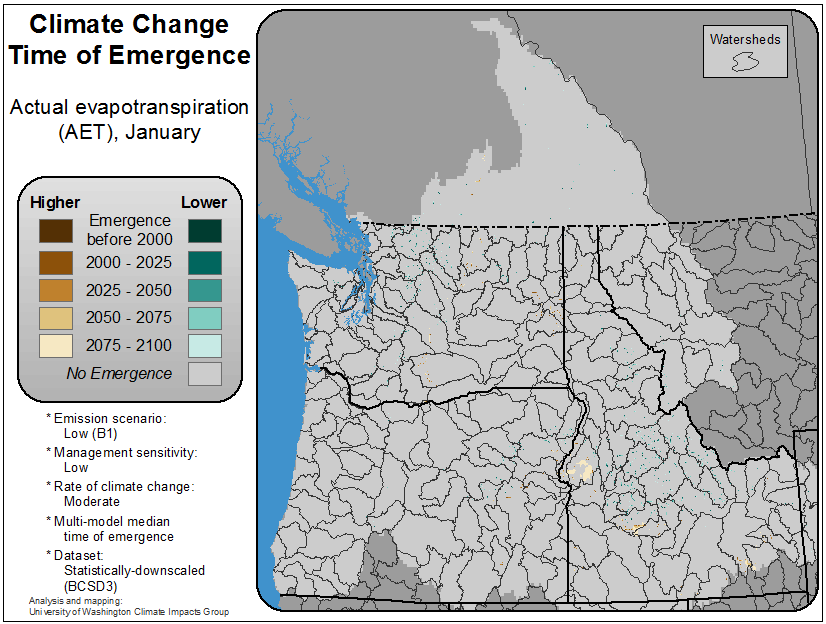 Climate Change
Time of Emergence
Actual evapotranspiration
(AET), January
Higher
Lower
Emergence
before 2000
2000 - 2025
2025 - 2050
2050 - 2075
2075 - 2100
No Emergence
* Emission scenario:
Low (B1)
* Management sensitivity:
Low
* Rate of climate change:
Moderate
* Multi-model median
time of emergence
* Dataset:
Statistically-downscaled
(BCSD3)
Analysis and mapping:
University of Washington Climate Impacts Group
Watersheds